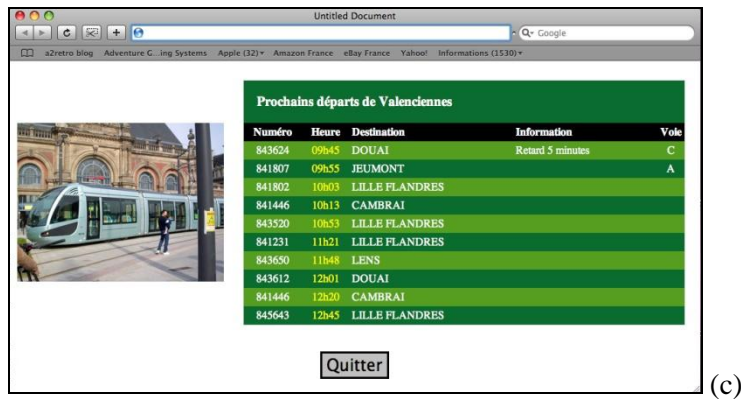 Untitled Document
Google
a2retro blog Adventure G...ing Systems Apple (32) Amazon France eBay France Yahoo! Informations (1530)
Prochains départs de Valenciennes
Numéro Heure Destination Information Voie
843624 09h45 DOUAI Retard 5 minutes C
841807 09h55 JEUMONT A
841802 10h03 LILLE FLANDRES
841446 10h13 CAMBRAI
843520 10h53 LILLE FLANDRES
841231 11h21 LILLE FLANDRES
843650 11h48 LENS
843612 12h01 DOUAI
841446 12h20 CAMBRAI
845643 12h45 LILLE FLANDRES
Quitter
(c)